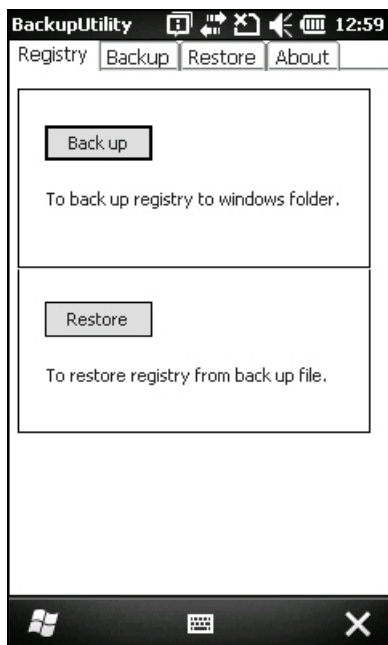 BackupUtility 12:59
Registry Backup Restore About
Back up
To back up registry to windows folder.
Restore
To restore registry from back up file.